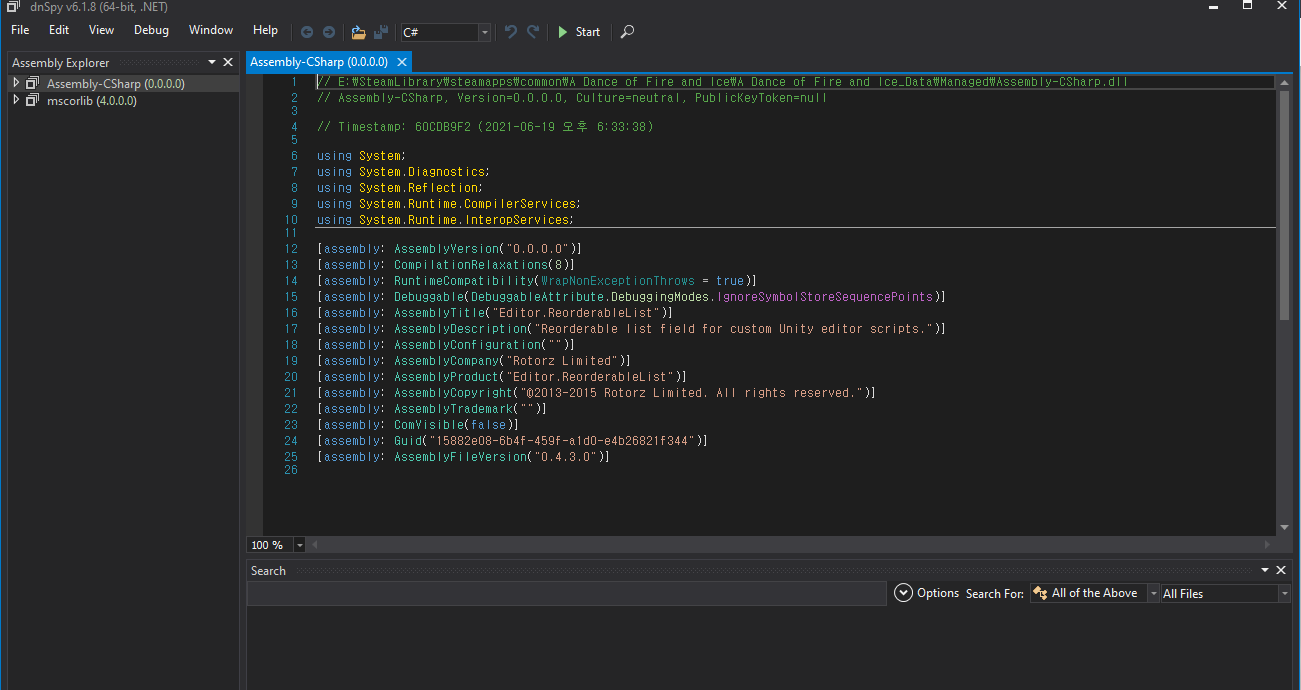 dnSpy v6.1.8 (64-bit, .NET)
File Edit View Debug Window Help C# Start
Assembly Explorer
Assembly-CSharp (0.0.0.0)
mscorlib (4.0.0.0)
Assembly-CSharp (0.0.0.0)
1 // E:₩SteamLibrary₩steamapps₩common₩A Dance of Fire and Ice₩A Dance of Fire and Ice_Data₩Managed₩Assembly-CSharp.dll
2 // Assembly-CSharp, Version=0.0.0.0, Culture=neutral, PublicKeyToken=null
3
4 // Timestamp: 60CDB9F2 (2021-06-19 오후 6:33:38)
5
6 using System;
7 using System.Diagnostics;
8 using System.Reflection;
9 using System.Runtime.CompilerServices;
10 using System.Runtime.InteropServices;
11
12 [assembly: AssemblyVersion("0.0.0.0")]
13 [assembly: CompilationRelaxations(8)]
14 [assembly: RuntimeCompatibility(WrapNonExceptionThrows = true)]
15 [assembly: Debuggable(DebuggableAttribute.DebuggingModes.IgnoreSymbolStoreSequencePoints)]
16 [assembly: AssemblyTitle("Editor.ReorderableList")]
17 [assembly: AssemblyDescription("Reorderable list field for custom Unity editor scripts.")]
18 [assembly: AssemblyConfiguration("")]
19 [assembly: AssemblyCompany("Rotorz Limited")]
20 [assembly: AssemblyProduct("Editor.ReorderableList")]
21 [assembly: AssemblyCopyright("©2013-2015 Rotorz Limited. All rights reserved.")]
22 [assembly: AssemblyTrademark("")]
23 [assembly: ComVisible(false)]
24 [assembly: Guid("15882e08-6b4f-459f-a1d0-e4b26821f344")]
25 [assembly: AssemblyFileVersion("0.4.3.0")]
26
100 %
Search
Options Search For: All of the Above All Files